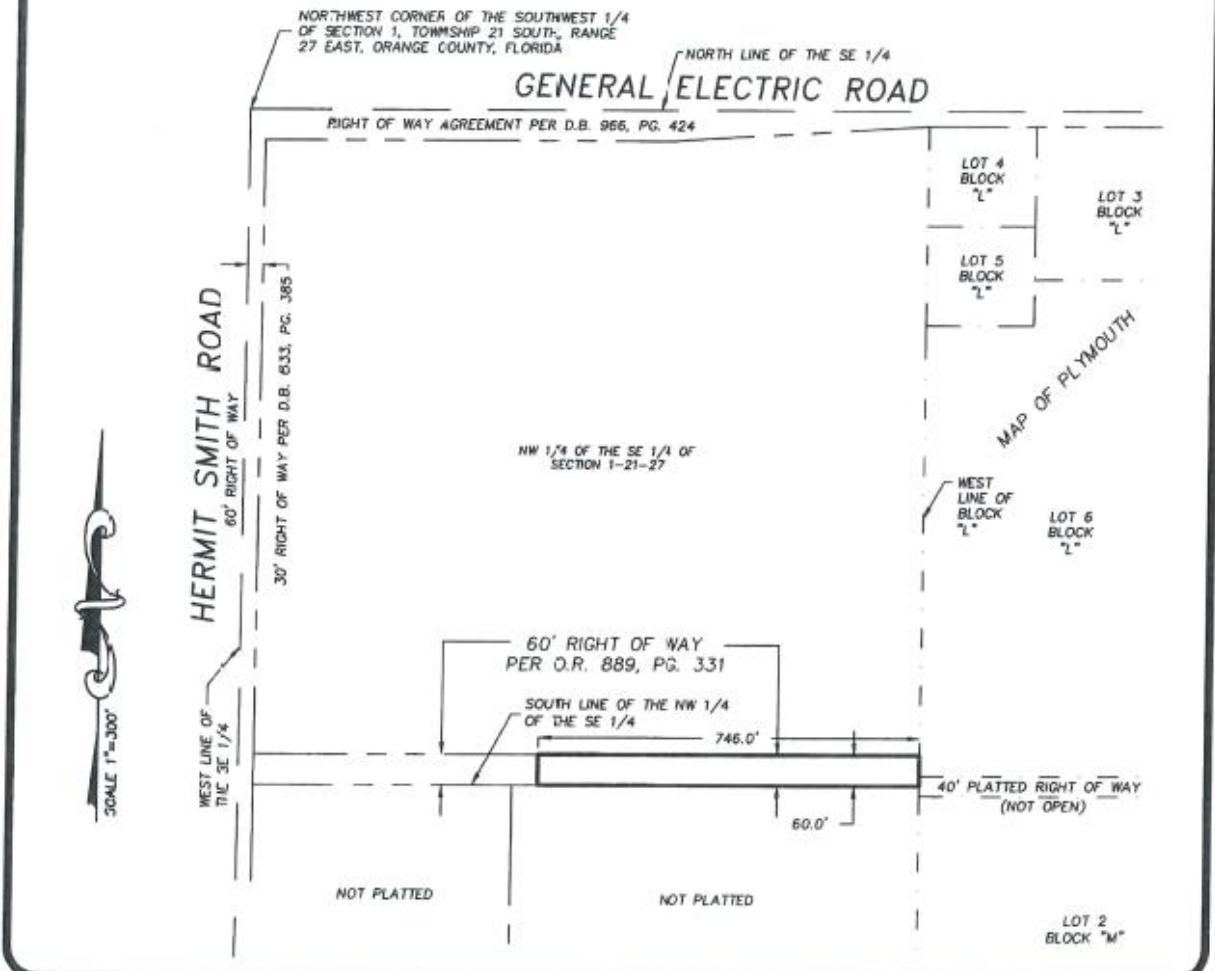 NORTHWEST CORNER OF THE SOUTHWEST 1/4
OF SECTION 1, TOWNSHIP 21 SOUTH, RANGE
27 EAST, ORANGE COUNTY, FLORIDA
NORTH LINE OF THE SE 1/4
GENERAL ELECTRIC ROAD
RIGHT OF WAY AGREEMENT PER D.B. 966, PG. 424
LOT 4
BLOCK
"L"
LOT 3
BLOCK
"L"
LOT 5
BLOCK
"L"
HERMIT SMITH ROAD
60' RIGHT OF WAY
30' RIGHT OF WAY PER D.B. 633, PG. 385
MAP OF PLYMOUTH
NW 1/4 OF THE SE 1/4 OF
SECTION 1-21-27
WEST
LINE OF
BLOCK
"L"
LOT 6
BLOCK
"L"
SCALE 1"=300'
WEST LINE OF
THE SE 1/4
60' RIGHT OF WAY
PER O.R. 889, PG. 331
SOUTH LINE OF THE NW 1/4
OF THE SE 1/4
746.0'
40' PLATTED RIGHT OF WAY
(NOT OPEN)
60.0'
NOT PLATTED
NOT PLATTED
LOT 2
BLOCK "M"